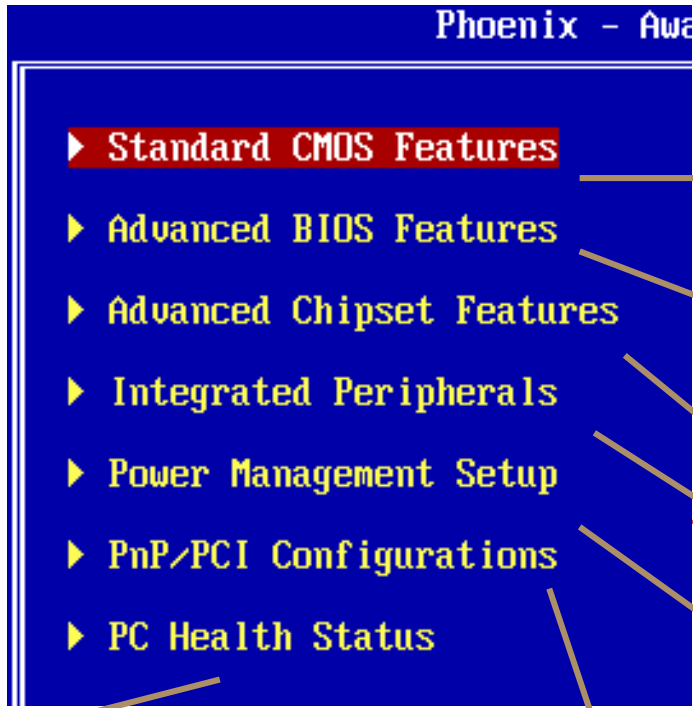 Phoenix - Awa
Standard CMOS Features
Advanced BIOS Features
Advanced Chipset Features
Integrated Peripherals
Power Management Setup
PnP/PCI Configurations
PC Health Status